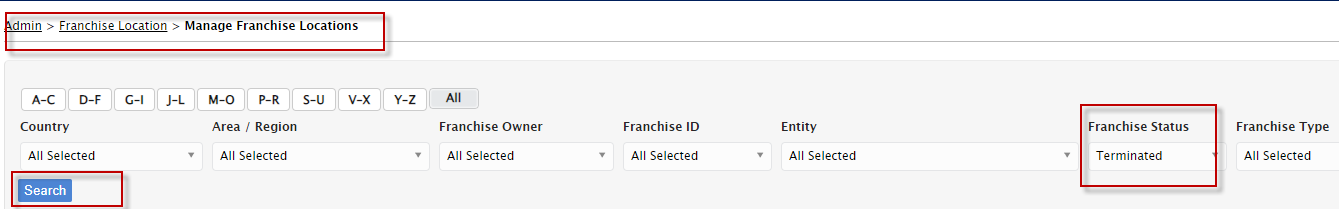 Admin > Franchise Location > Manage Franchise Locations
A-C D-F G-I J-L M-O P-R S-U V-X Y-Z All
Country Area / Region Franchise Owner Franchise ID Entity Franchise Status Franchise Type
All Selected All Selected All Selected All Selected All Selected Terminated All Selected
Search